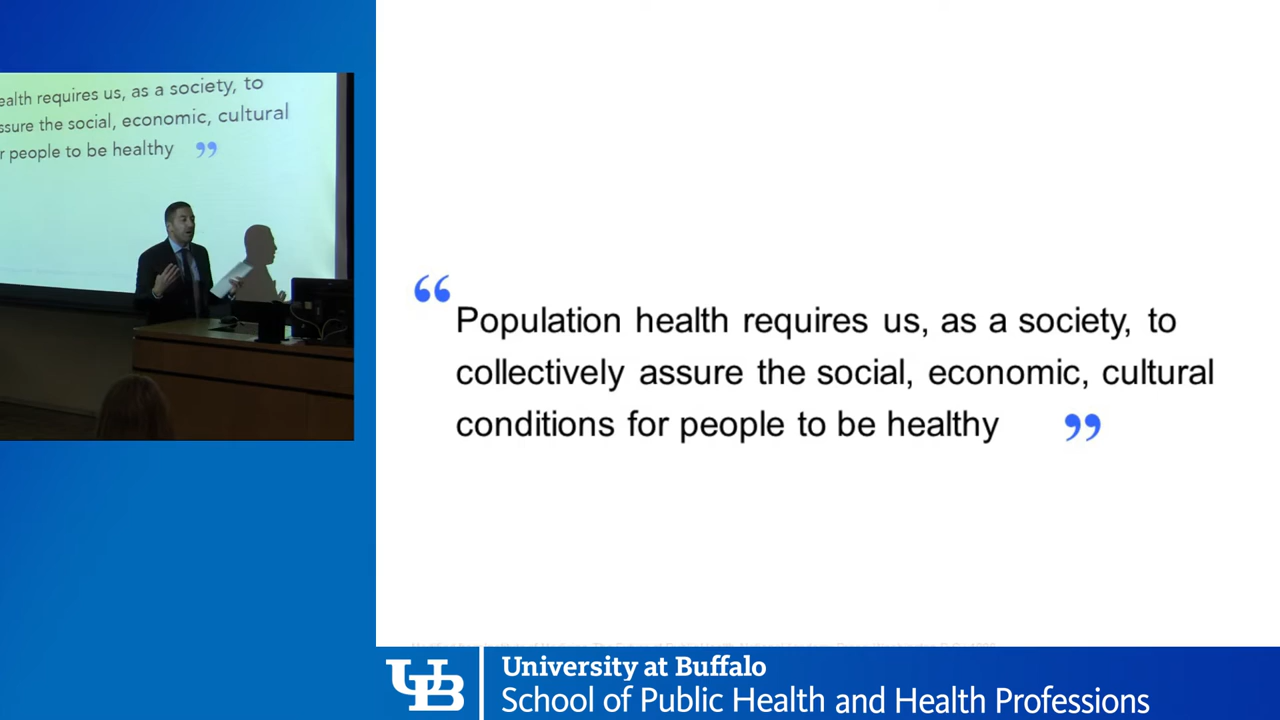 ealth requires us, as a society, to
ssure the social, economic, cultural
r people to be healthy ”
“ Population health requires us, as a society, to
collectively assure the social, economic, cultural
conditions for people to be healthy ”
UB
University at Buffalo
School of Public Health and Health Professions